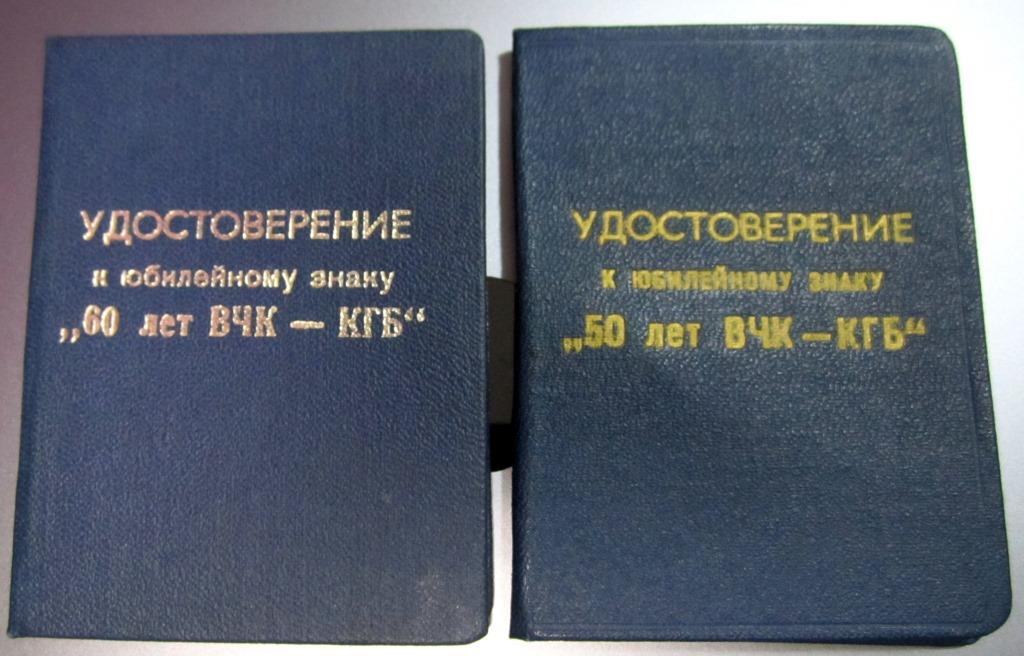 УДОСТОВЕРЕНИЕ
к юбилейному знаку
„60 лет ВЧК — КГБ“
УДОСТОВЕРЕНИЕ
К ЮБИЛЕЙНОМУ ЗНАКУ
„50 лет ВЧК—КГБ“